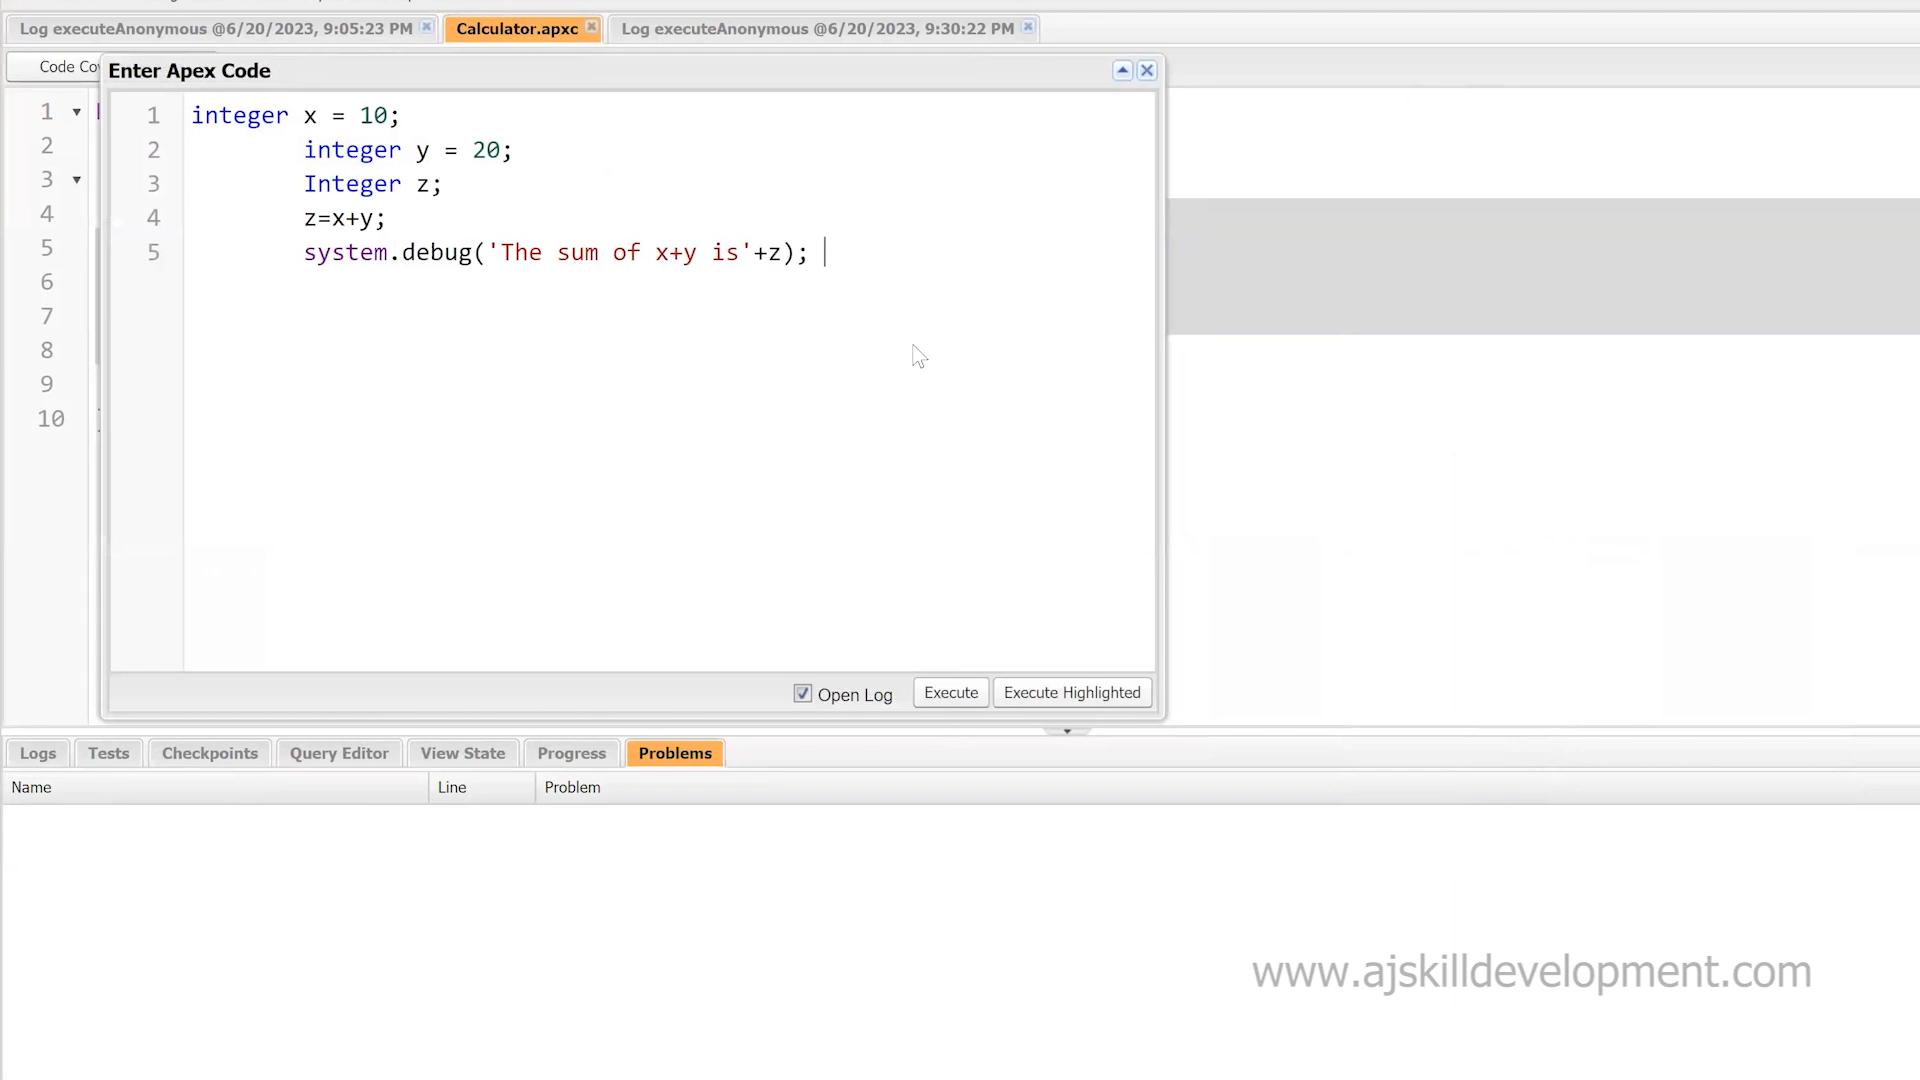 Log executeAnonymous @6/20/2023, 9:05:23 PM
Calculator.apxc
Log executeAnonymous @6/20/2023, 9:30:22 PM
Code
Enter Apex Code
1
2
3
4
5
6
7
8
9
10
1 integer x = 10;
2 integer y = 20;
3 Integer z;
4 z=x+y;
5 system.debug('The sum of x+y is'+z);
Open Log Execute Execute Highlighted
Logs Tests Checkpoints Query Editor View State Progress Problems
Name Line Problem
www.ajskilldevelopment.com